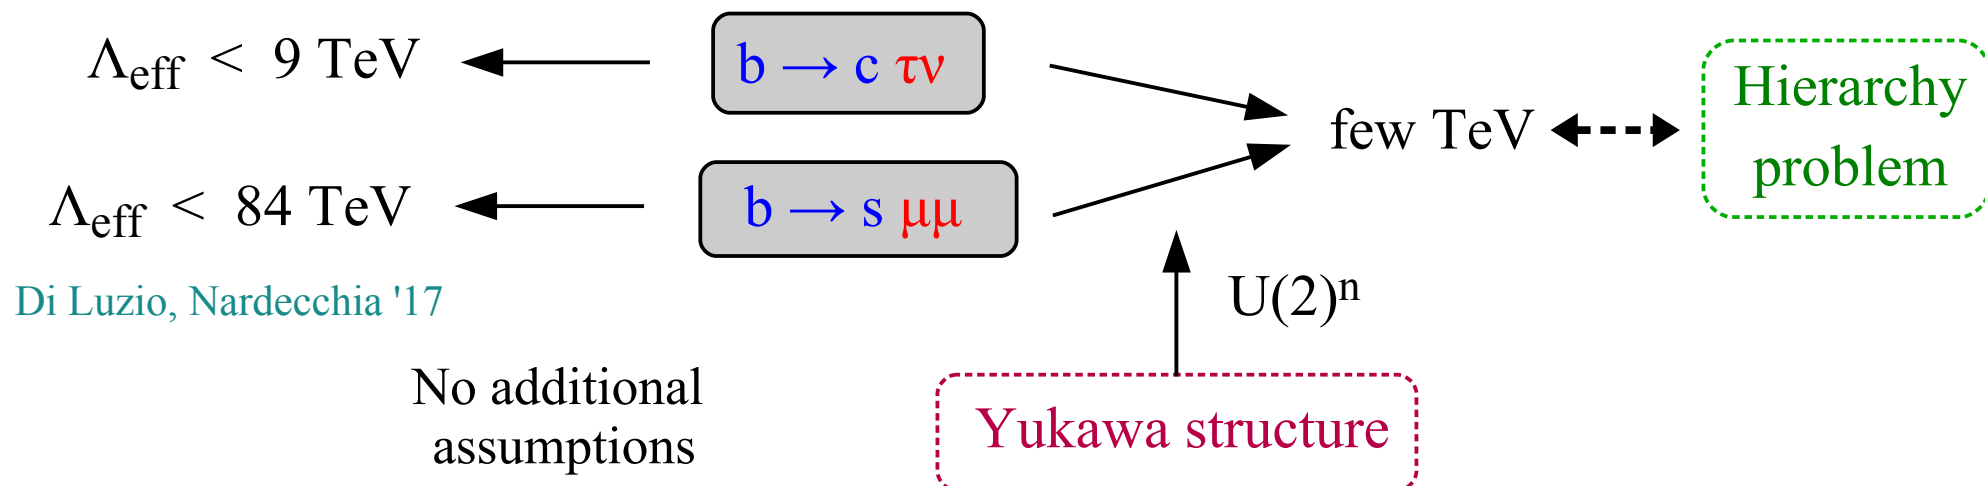 Λeff < 9 TeV
b → c τν
few TeV
Hierarchy
problem
Λeff < 84 TeV
b → s μμ
Di Luzio, Nardecchia '17
U(2)ⁿ
No additional
assumptions
Yukawa structure